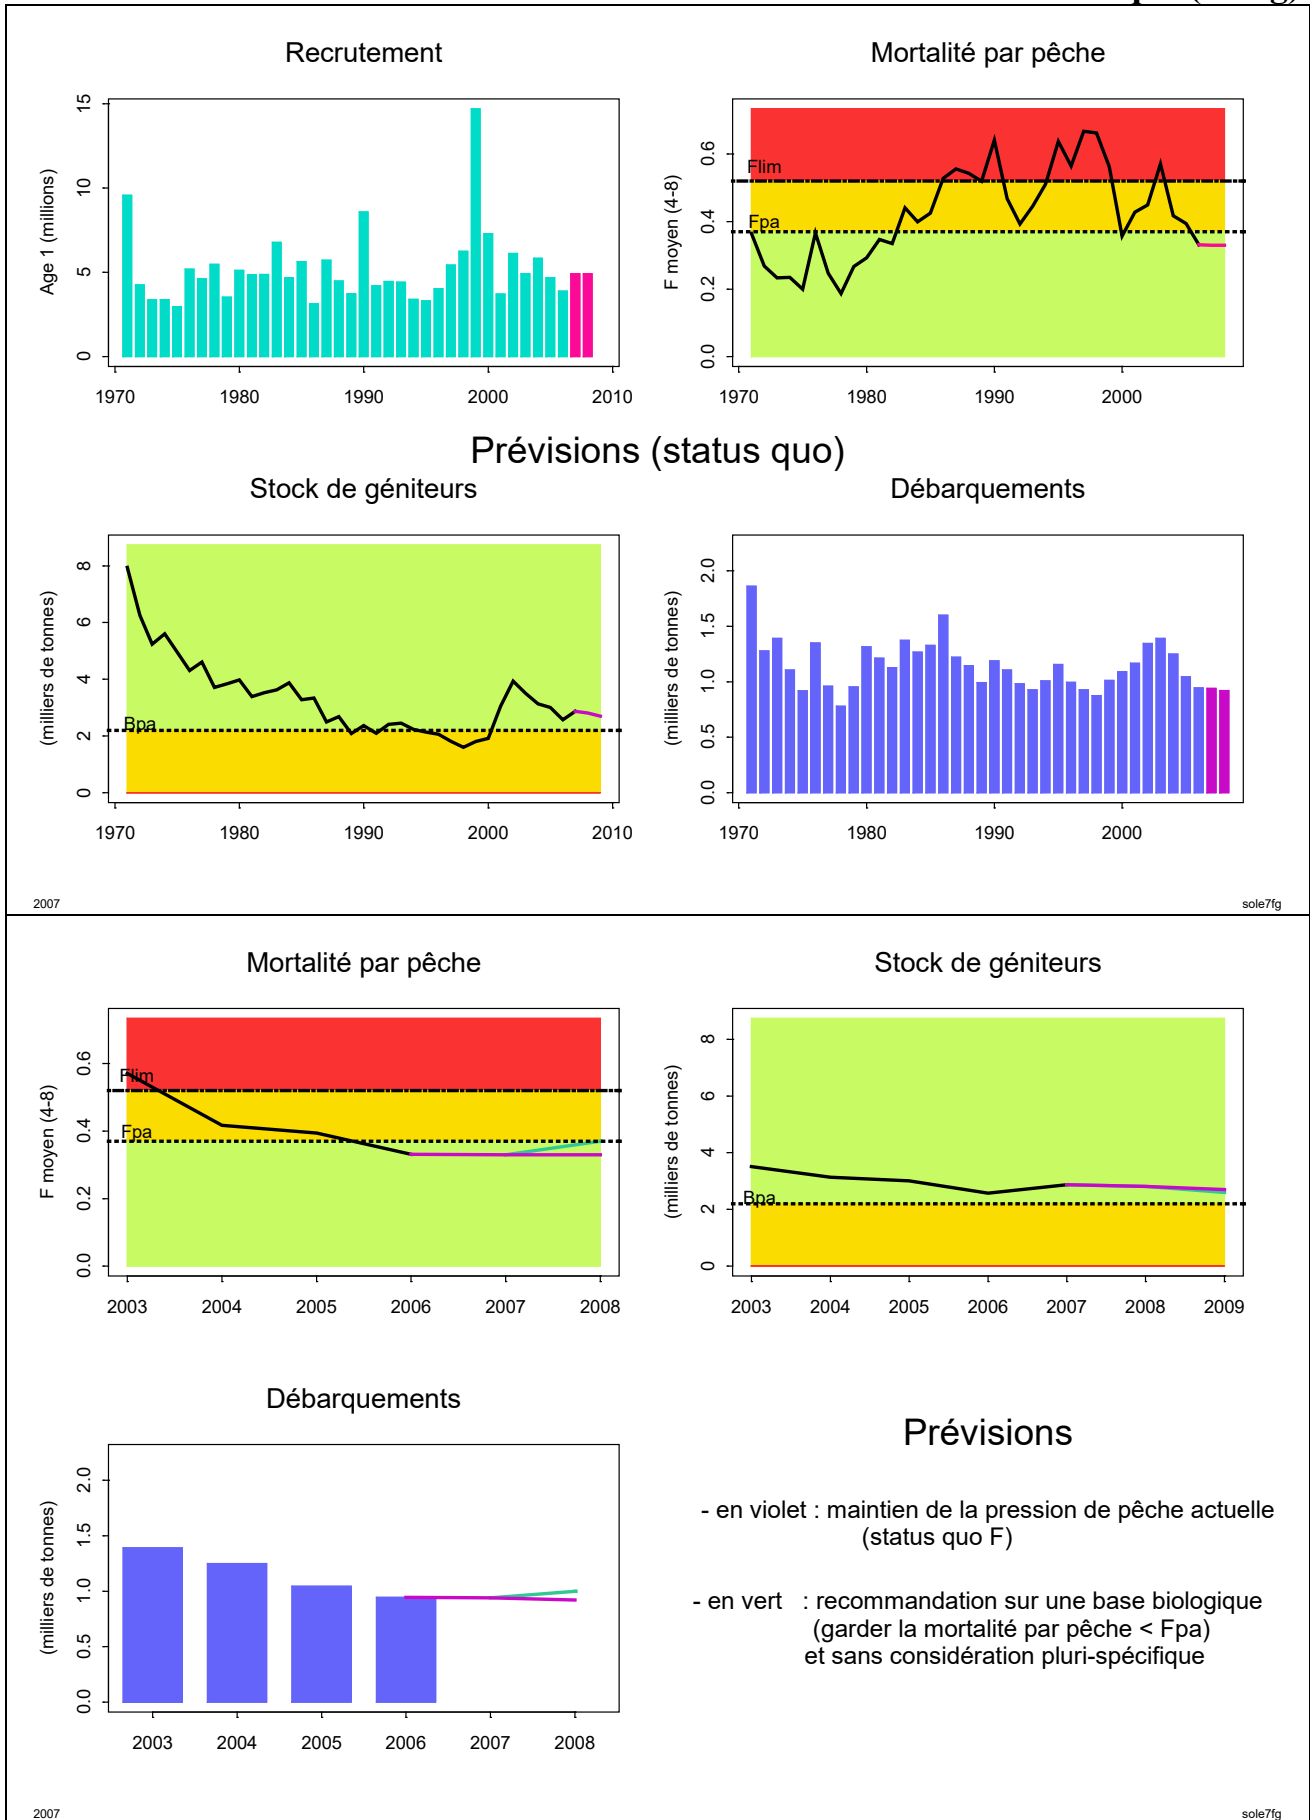 Recrutement
Age 1 (millions)
15
10
5
0
1970 1980 1990 2000 2010
Mortalité par pêche
F moyen (4-8)
0.6
0.4
0.2
0.0
Flim
Fpa
1970 1980 1990 2000
Prévisions (status quo)
Stock de géniteurs
(milliers de tonnes)
8
6
4
2
0
Bpa
1970 1980 1990 2000 2010
Débarquements
(milliers de tonnes)
2.0
1.5
1.0
0.5
0.0
1970 1980 1990 2000
2007
sole7fg
Mortalité par pêche
F moyen (4-8)
0.6
0.4
0.2
0.0
Flim
Fpa
2003 2004 2005 2006 2007 2008
Stock de géniteurs
(milliers de tonnes)
8
6
4
2
0
Bpa
2003 2004 2005 2006 2007 2008 2009
Débarquements
(milliers de tonnes)
2.0
1.5
1.0
0.5
0.0
2003 2004 2005 2006 2007 2008
Prévisions
- en violet : maintien de la pression de pêche actuelle
(status quo F)
- en vert : recommandation sur une base biologique
(garder la mortalité par pêche < Fpa)
et sans considération pluri-spécifique
2007
sole7fg